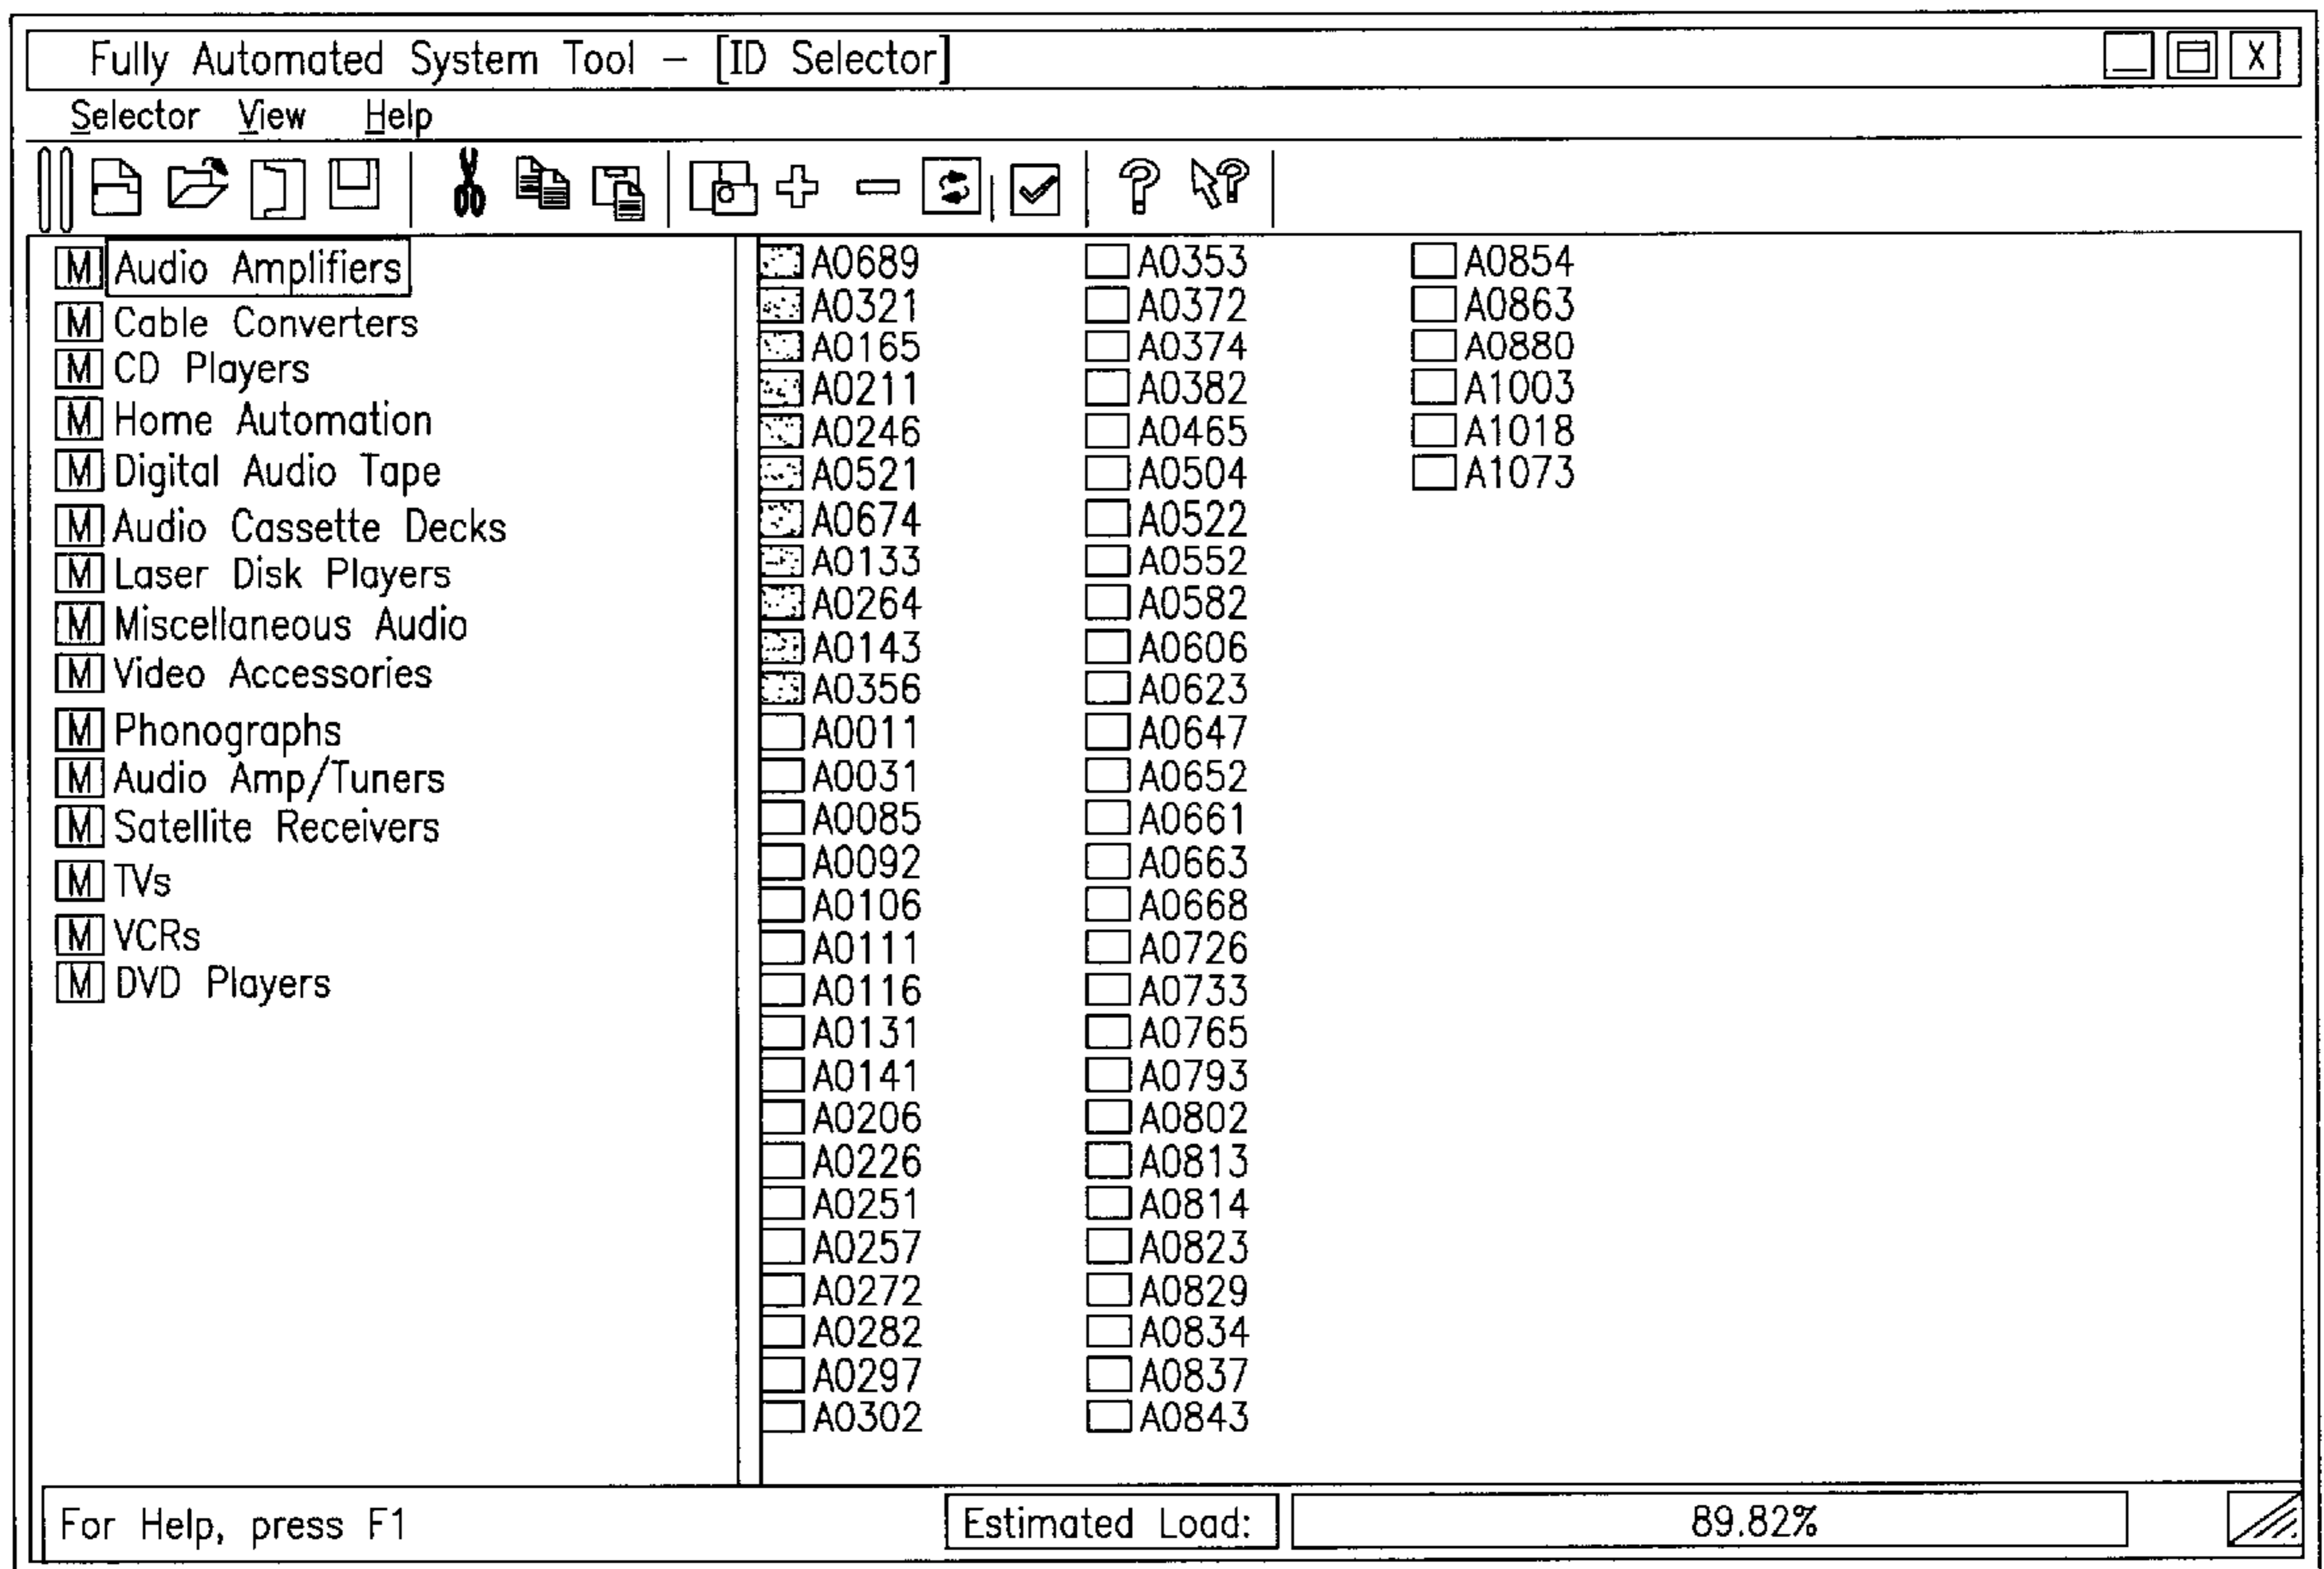 Fully Automated System Tool – [ID Selector]
X
Selector View Help
M Audio Amplifiers
M Cable Converters
M CD Players
M Home Automation
M Digital Audio Tape
M Audio Cassette Decks
M Laser Disk Players
M Miscellaneous Audio
M Video Accessories
M Phonographs
M Audio Amp/Tuners
M Satellite Receivers
M TVs
M VCRs
M DVD Players
A0689
A0321
A0165
A0211
A0246
A0521
A0674
A0133
A0264
A0143
A0356
A0011
A0031
A0085
A0092
A0106
A0111
A0116
A0131
A0141
A0206
A0226
A0251
A0257
A0272
A0282
A0297
A0302
A0353
A0372
A0374
A0382
A0465
A0504
A0522
A0552
A0582
A0606
A0623
A0647
A0652
A0661
A0663
A0668
A0726
A0733
A0765
A0793
A0802
A0813
A0814
A0823
A0829
A0834
A0837
A0843
A0854
A0863
A0880
A1003
A1018
A1073
For Help, press F1
Estimated Load:
89.82%